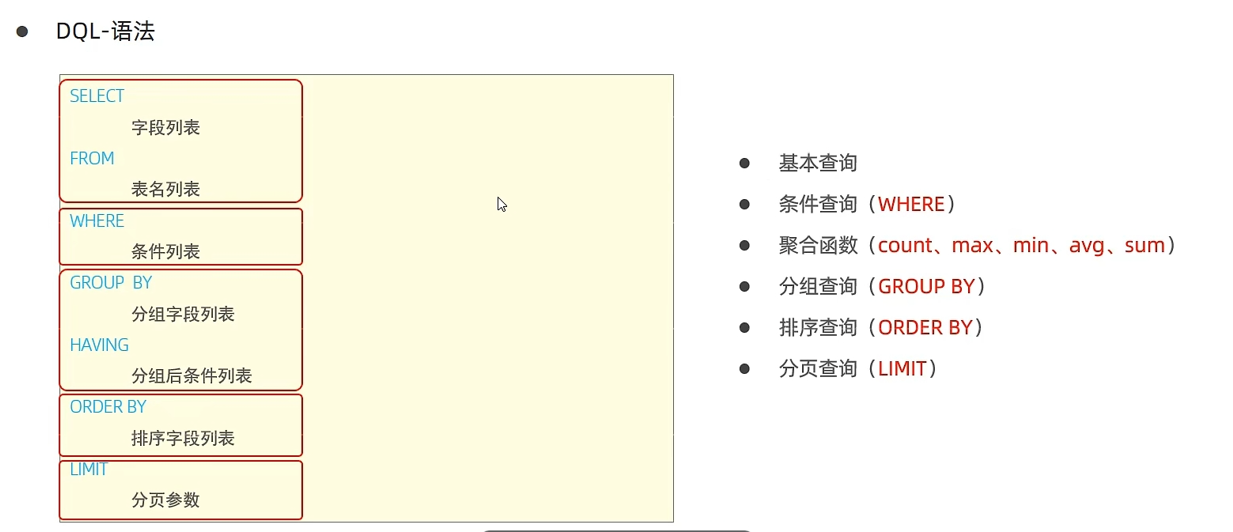 DQL-语法
SELECT
字段列表
FROM
表名列表
WHERE
条件列表
GROUP BY
分组字段列表
HAVING
分组后条件列表
ORDER BY
排序字段列表
LIMIT
分页参数
基本查询
条件查询（WHERE）
聚合函数（count、max、min、avg、sum）
分组查询（GROUP BY）
排序查询（ORDER BY）
分页查询（LIMIT）